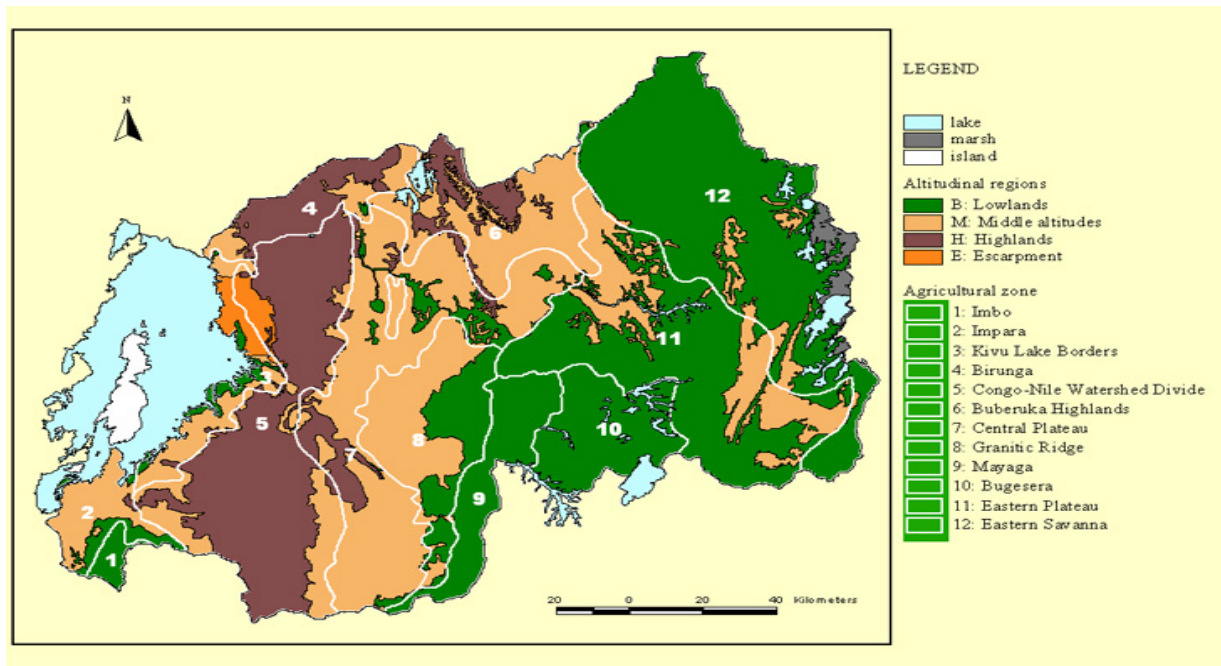 N
4
12
6
11
3
5
10
8
7
9
2
1
20 0 20 40 Kilometers
LEGEND
lake
marsh
island
Altitudinal regions
B: Lowlands
M: Middle altitudes
H: Highlands
E: Escarpment
Agricultural zone
1: Imbo
2: Impara
3: Kivu Lake Borders
4: Birunga
5: Congo-Nile Watershed Divide
6: Buberuka Highlands
7: Central Plateau
8: Granitic Ridge
9: Mayaga
10: Bugesera
11: Eastern Plateau
12: Eastern Savanna